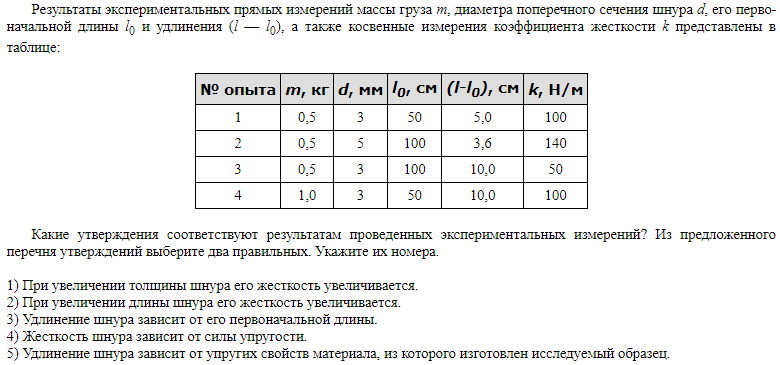 Результаты экспериментальных прямых измерений массы груза m, диаметра поперечного сечения шнура d, его перво-
начальной длины l0 и удлинения (l — l0), а также косвенные измерения коэффициента жесткости k представлены в
таблице:
№ опыта m, кг d, мм l0, см (l-l0), см k, Н/м
1 0,5 3 50 5,0 100
2 0,5 5 100 3,6 140
3 0,5 3 100 10,0 50
4 1,0 3 50 10,0 100
Какие утверждения соответствуют результатам проведенных экспериментальных измерений? Из предложенного
перечня утверждений выберите два правильных. Укажите их номера.
1) При увеличении толщины шнура его жесткость увеличивается.
2) При увеличении длины шнура его жесткость увеличивается.
3) Удлинение шнура зависит от его первоначальной длины.
4) Жесткость шнура зависит от силы упругости.
5) Удлинение шнура зависит от упругих свойств материала, из которого изготовлен исследуемый образец.